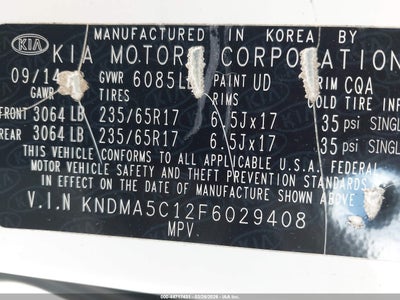 MANUFACTURED IN KOREA BY
KIA KIA MOTORS CORPORATION
09/14 GVWR 6085LB PAINT UD TRIM CQA
GAWR TIRES RIMS COLD TIRE INF
FRONT 3064 LB 235/65R17 6.5Jx17 35 psi SINGL
REAR 3064 LB 235/65R17 6.5Jx17 35 psi SINGL
THIS VEHICLE CONFORMS TO ALL APPLICABLE U.S.A. FEDERAL
MOTOR VEHICLE SAFETY AND THEFT PREVENTION STANDARDS
IN EFFECT ON THE DATE OF MANUFACTURE SHOWN ABOVE
V.I.N KNDMA5C12F6029408
MPV